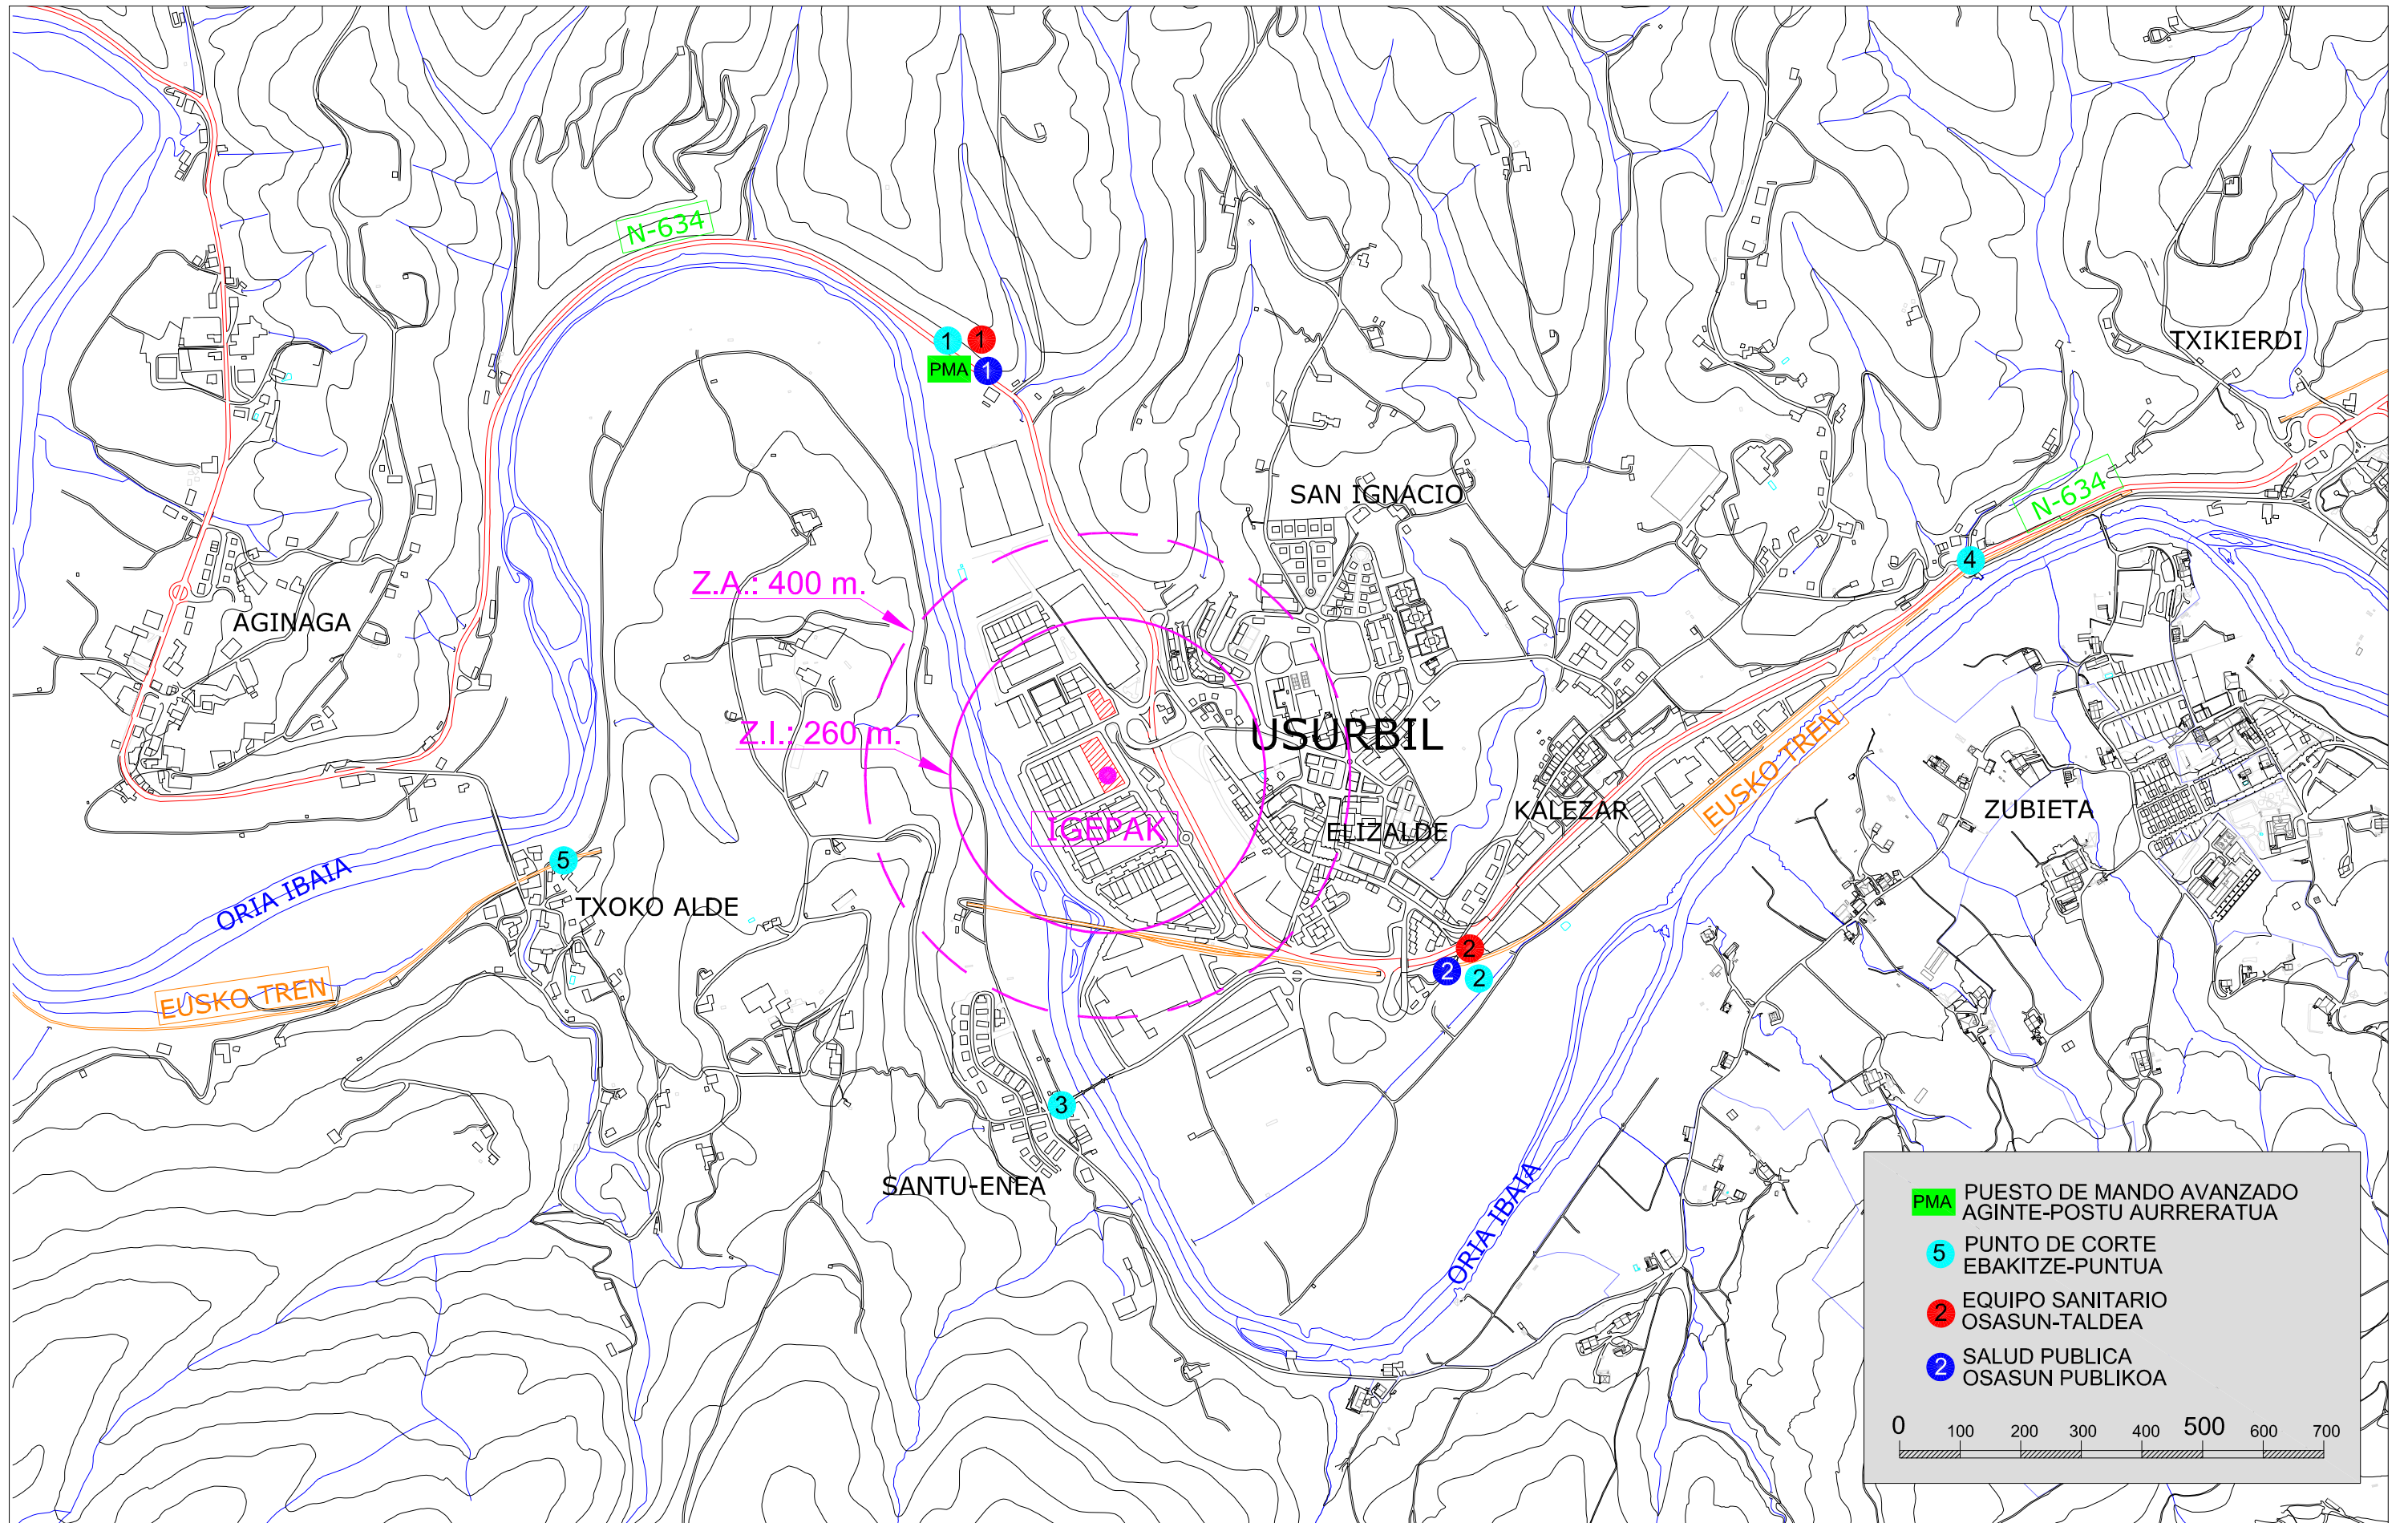 N-634
TXIKIERDI
1
1
PMA
1
SAN IGNACIO
N-634
4
Z.A.: 400 m.
AGINAGA
Z.I.: 260 m.
USURBIL
EUSKO TREN
IGEPAK
ELIZALDE
KALEZAR
ZUBIETA
5
ORIA IBAIA
TXOKO ALDE
EUSKO TREN
2
2
2
3
SANTU-ENEA
ORIA IBAIA
PMA PUESTO DE MANDO AVANZADO
AGINTE-POSTU AURRERATUA
5 PUNTO DE CORTE
EBAKITZE-PUNTUA
2 EQUIPO SANITARIO
OSASUN-TALDEA
2 SALUD PUBLICA
OSASUN PUBLIKOA
0 100 200 300 400 500 600 700